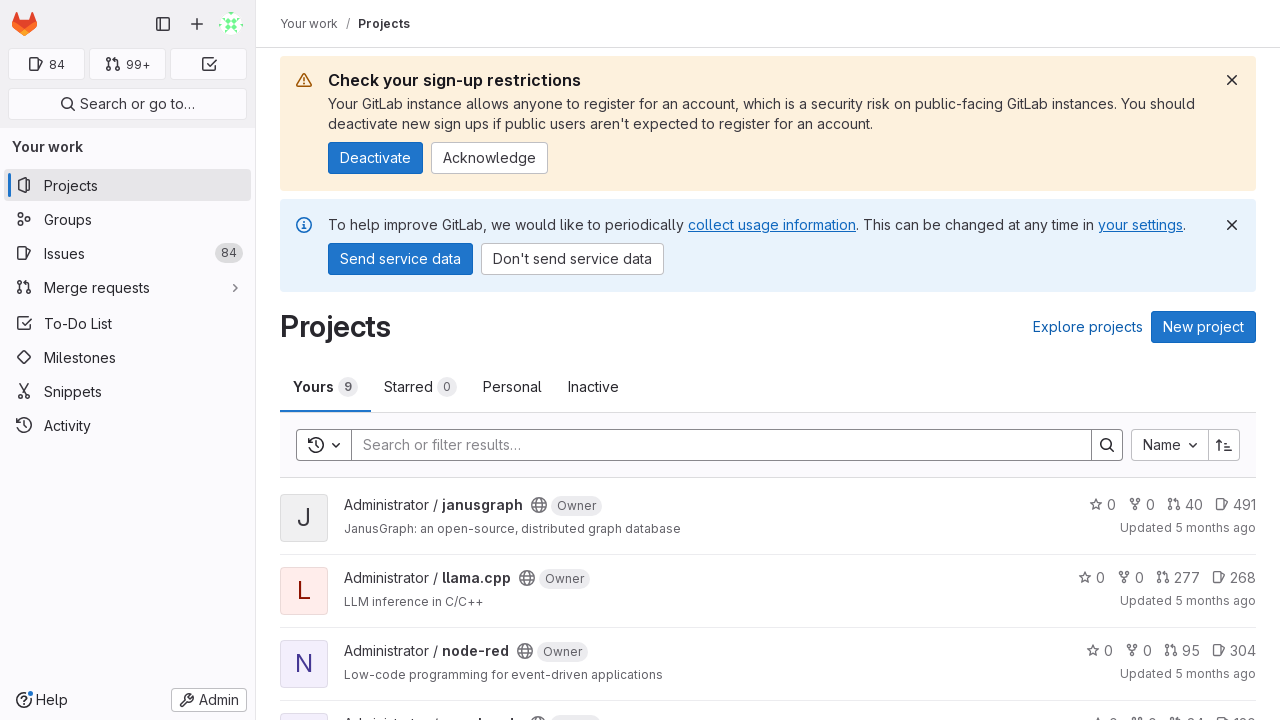 Your work / Projects
84
99+
Search or go to…
Your work
Projects
Groups
Issues 84
Merge requests
To-Do List
Milestones
Snippets
Activity
Help
Admin
Check your sign-up restrictions
Your GitLab instance allows anyone to register for an account, which is a security risk on public-facing GitLab instances. You should
deactivate new sign ups if public users aren't expected to register for an account.
Deactivate Acknowledge
To help improve GitLab, we would like to periodically collect usage information. This can be changed at any time in your settings.
Send service data Don't send service data
Projects
Explore projects New project
Yours 9 Starred 0 Personal Inactive
Search or filter results…
Name
J
Administrator / janusgraph Owner 0 0 40 491
JanusGraph: an open-source, distributed graph database Updated 5 months ago
L
Administrator / llama.cpp Owner 0 0 277 268
LLM inference in C/C++ Updated 5 months ago
N
Administrator / node-red Owner 0 0 95 304
Low-code programming for event-driven applications Updated 5 months ago